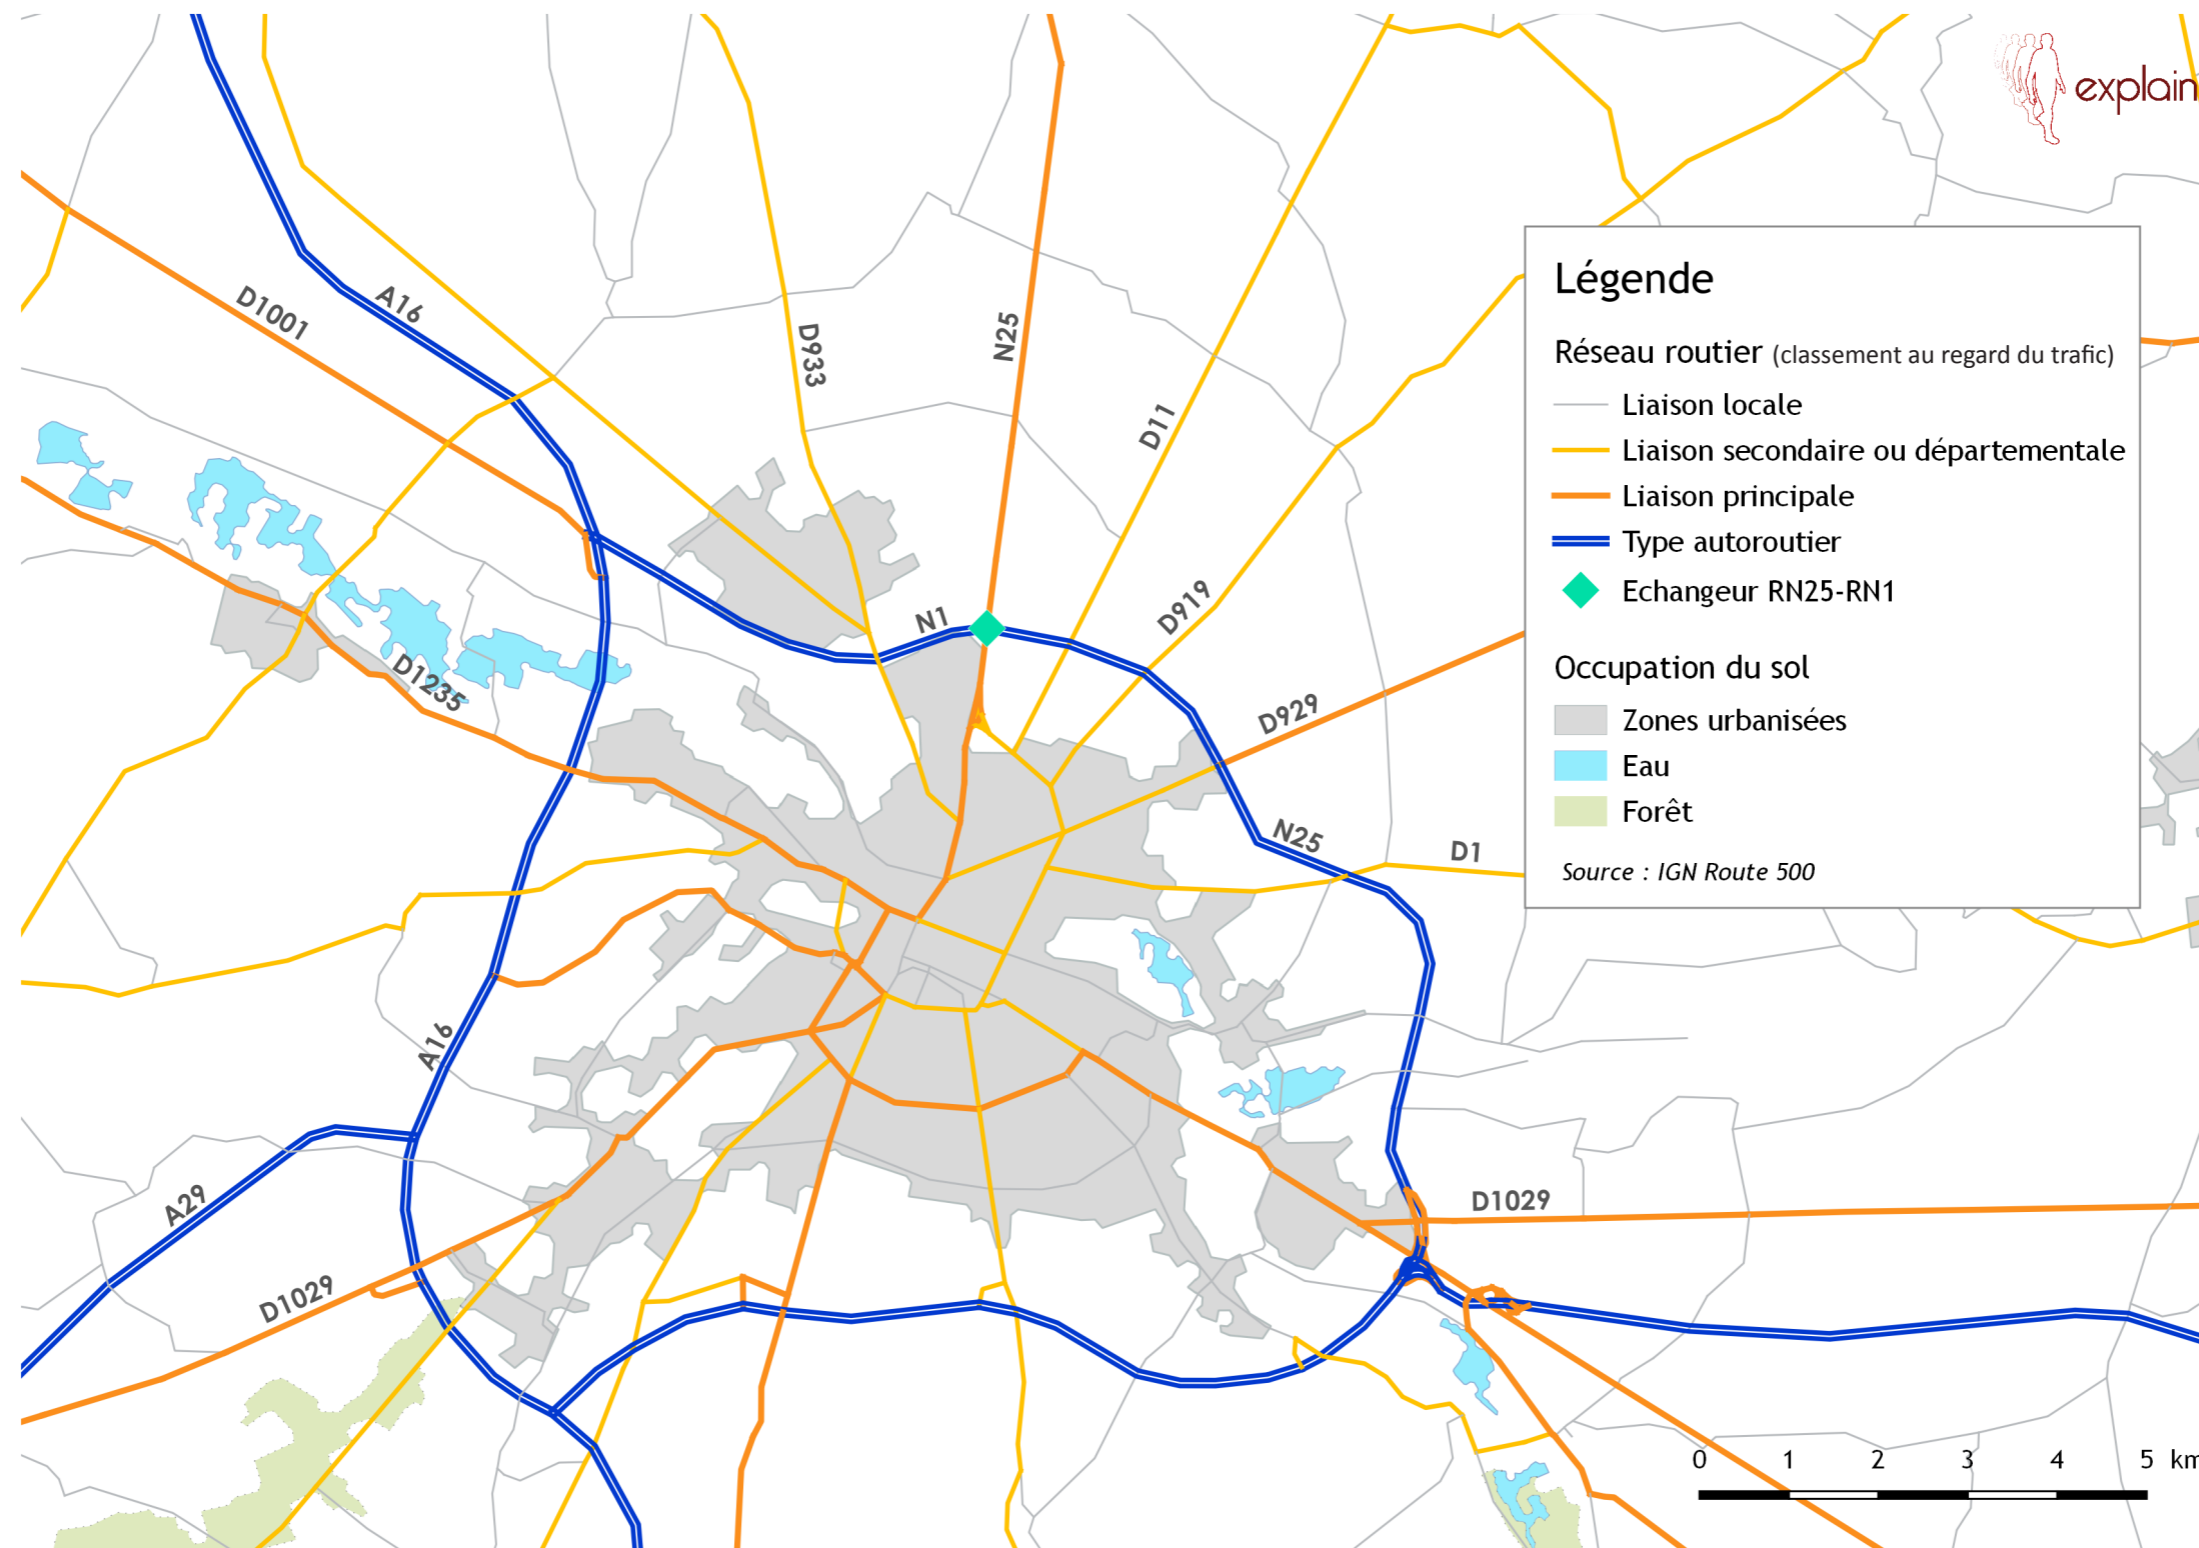 explain
A16
D1001
D933
N25
D11
Légende
Réseau routier (classement au regard du trafic)
Liaison locale
Liaison secondaire ou départementale
Liaison principale
Type autoroutier
Echangeur RN25-RN1
Occupation du sol
Zones urbanisées
Eau
Forêt
Source : IGN Route 500
N1
D919
D1235
D929
N25
D1
A16
A29
D1029
D1029
0 1 2 3 4 5 km